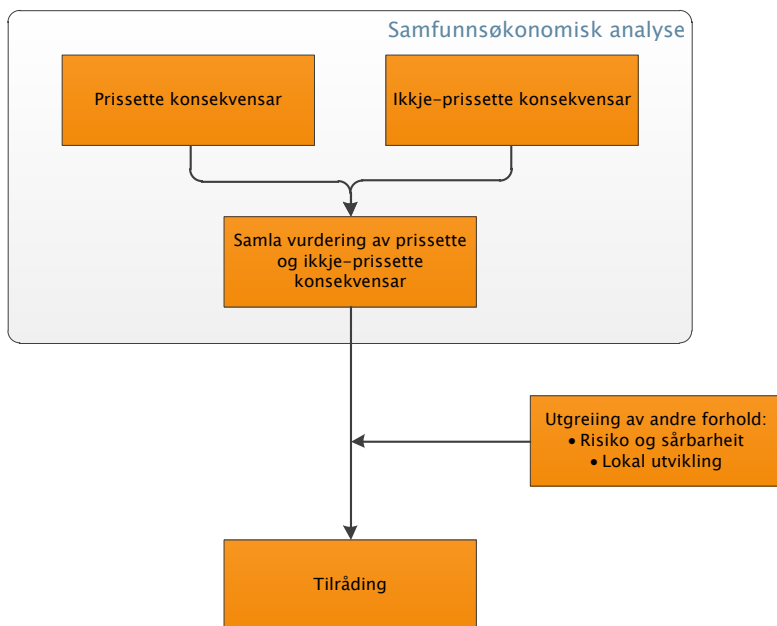 Samfunnsøkonomisk analyse
Prissette konsekvensar
Ikkje-prissette konsekvensar
Samla vurdering av prissette
og ikkje-prissette
konsekvensar
Utgreiing av andre forhold:
• Risiko og sårbarheit
• Lokal utvikling
Tilråding